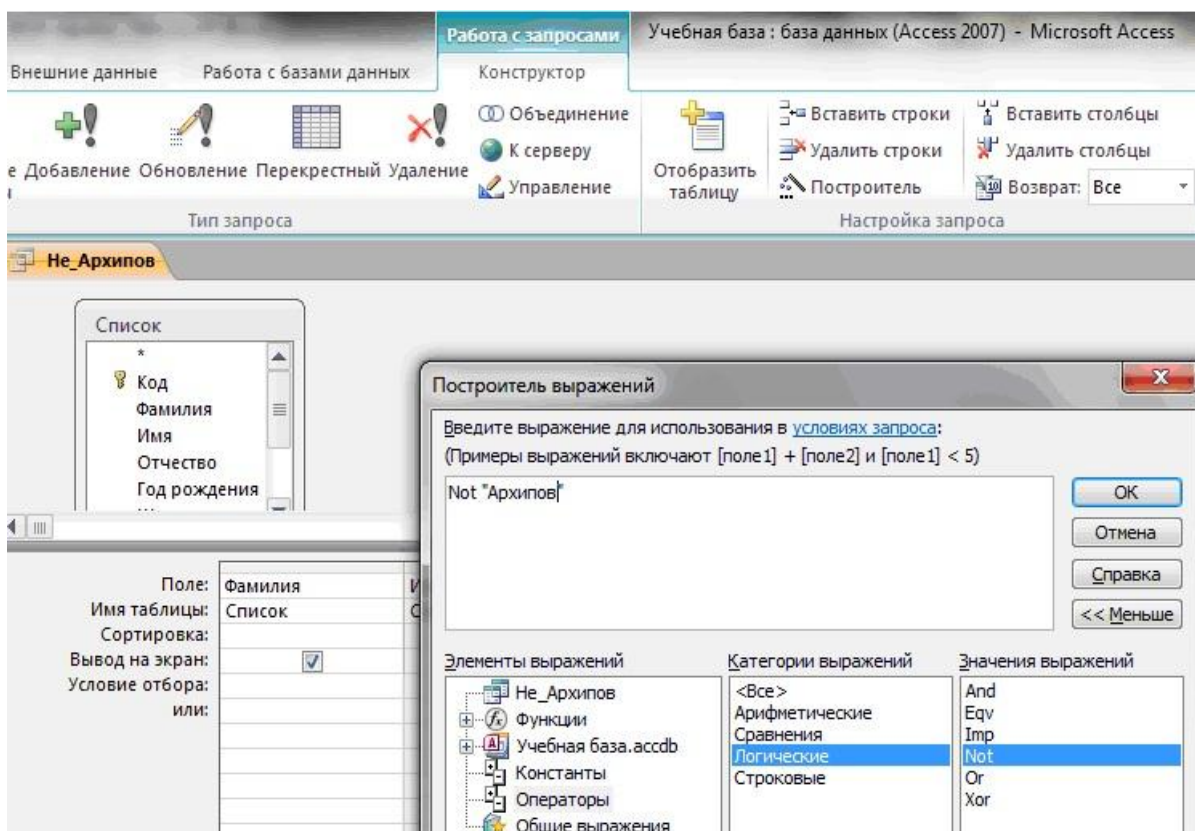 Работа с запросами
Учебная база : база данных (Access 2007) - Microsoft Access
Внешние данные Работа с базами данных Конструктор
Добавление Обновление Перекрестный Удаление
Объединение
К серверу
Управление
Тип запроса
Отобразить
таблицу
Вставить строки
Удалить строки
Построитель
Вставить столбцы
Удалить столбцы
Возврат: Все
Настройка запроса
Не_Архипов
Список
*
Код
Фамилия
Имя
Отчество
Год рождения
Поле: Фамилия
Имя таблицы: Список
Сортировка:
Вывод на экран:
Условие отбора:
или:
Построитель выражений
Введите выражение для использования в условиях запроса:
(Примеры выражений включают [поле1] + [поле2] и [поле1] < 5)
Not "Архипов"
ОК
Отмена
Справка
<< Меньше
Элементы выражений
Не_Архипов
Функции
Учебная база.accdb
Константы
Операторы
Общие выражения
Категории выражений
<Все>
Арифметические
Сравнения
Логические
Строковые
Значения выражений
And
Eqv
Imp
Not
Or
Xor